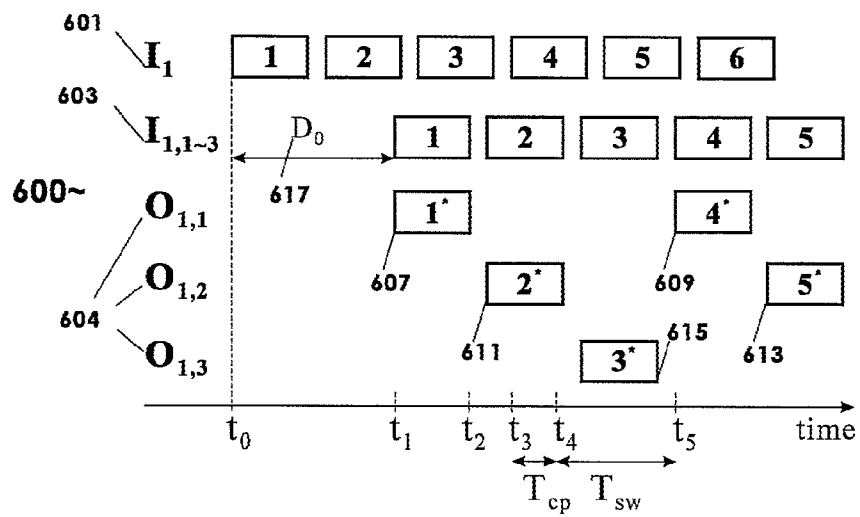 601
I₁ 1 2 3 4 5 6
603
I₁,₁~₃ D₀ 1 2 3 4 5
600~ 617
O₁,₁ 1* 4*
607 609
O₁,₂ 2* 5*
604
611 615 613
O₁,₃ 3*
t₀ t₁ t₂ t₃ t₄ t₅ time
T_cp T_sw